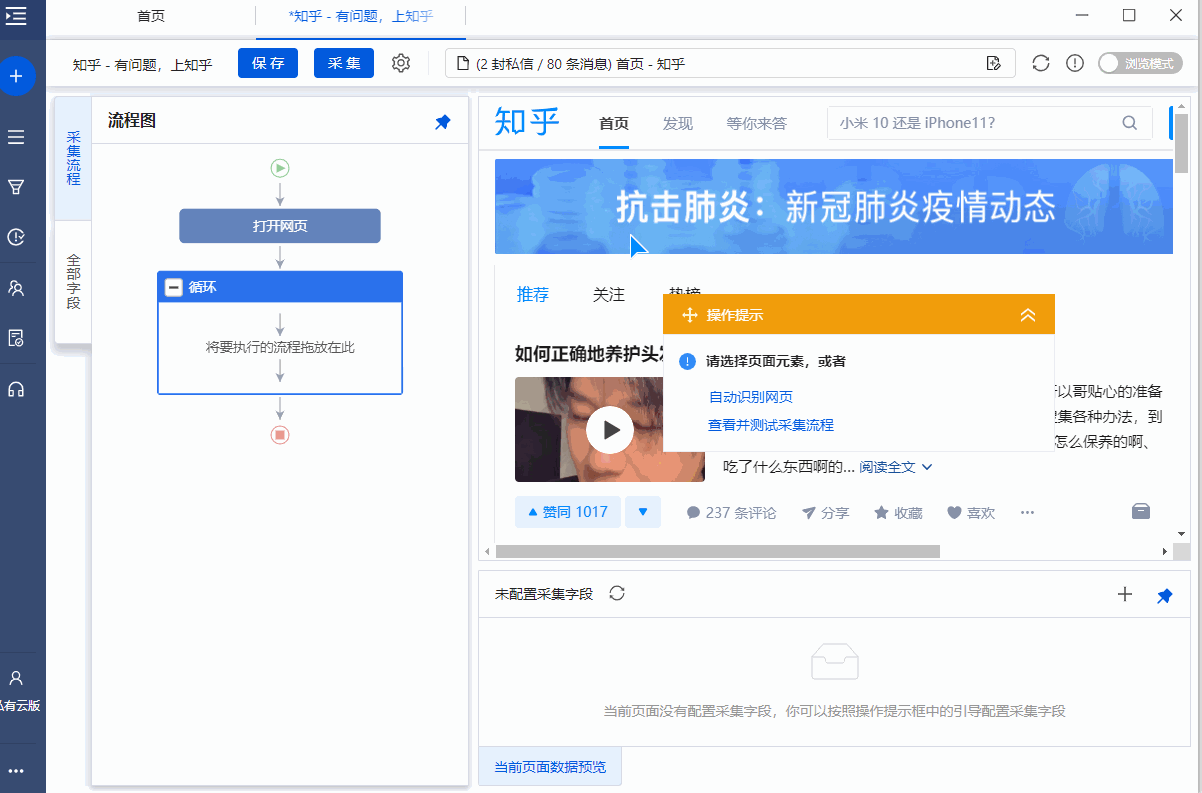 首页
*知乎 - 有问题，上知乎
知乎 - 有问题，上知乎
保存
采集
(2 封私信 / 80 条消息) 首页 - 知乎
浏览模式
采集流程
全部字段
流程图
打开网页
循环
将要执行的流程拖放在此
私有云版
知乎
首页
发现
等你来答
小米 10 还是 iPhone11?
抗击肺炎：新冠肺炎疫情动态
推荐
关注
热榜
操作提示
请选择页面元素，或者
自动识别网页
查看并测试采集流程
如何正确地养护头发
以哥贴心的准备
集各种办法，到
怎么保养的啊、
吃了什么东西啊的... 阅读全文
赞同 1017
237 条评论
分享
收藏
喜欢
未配置采集字段
当前页面没有配置采集字段，你可以按照操作提示框中的引导配置采集字段
当前页面数据预览